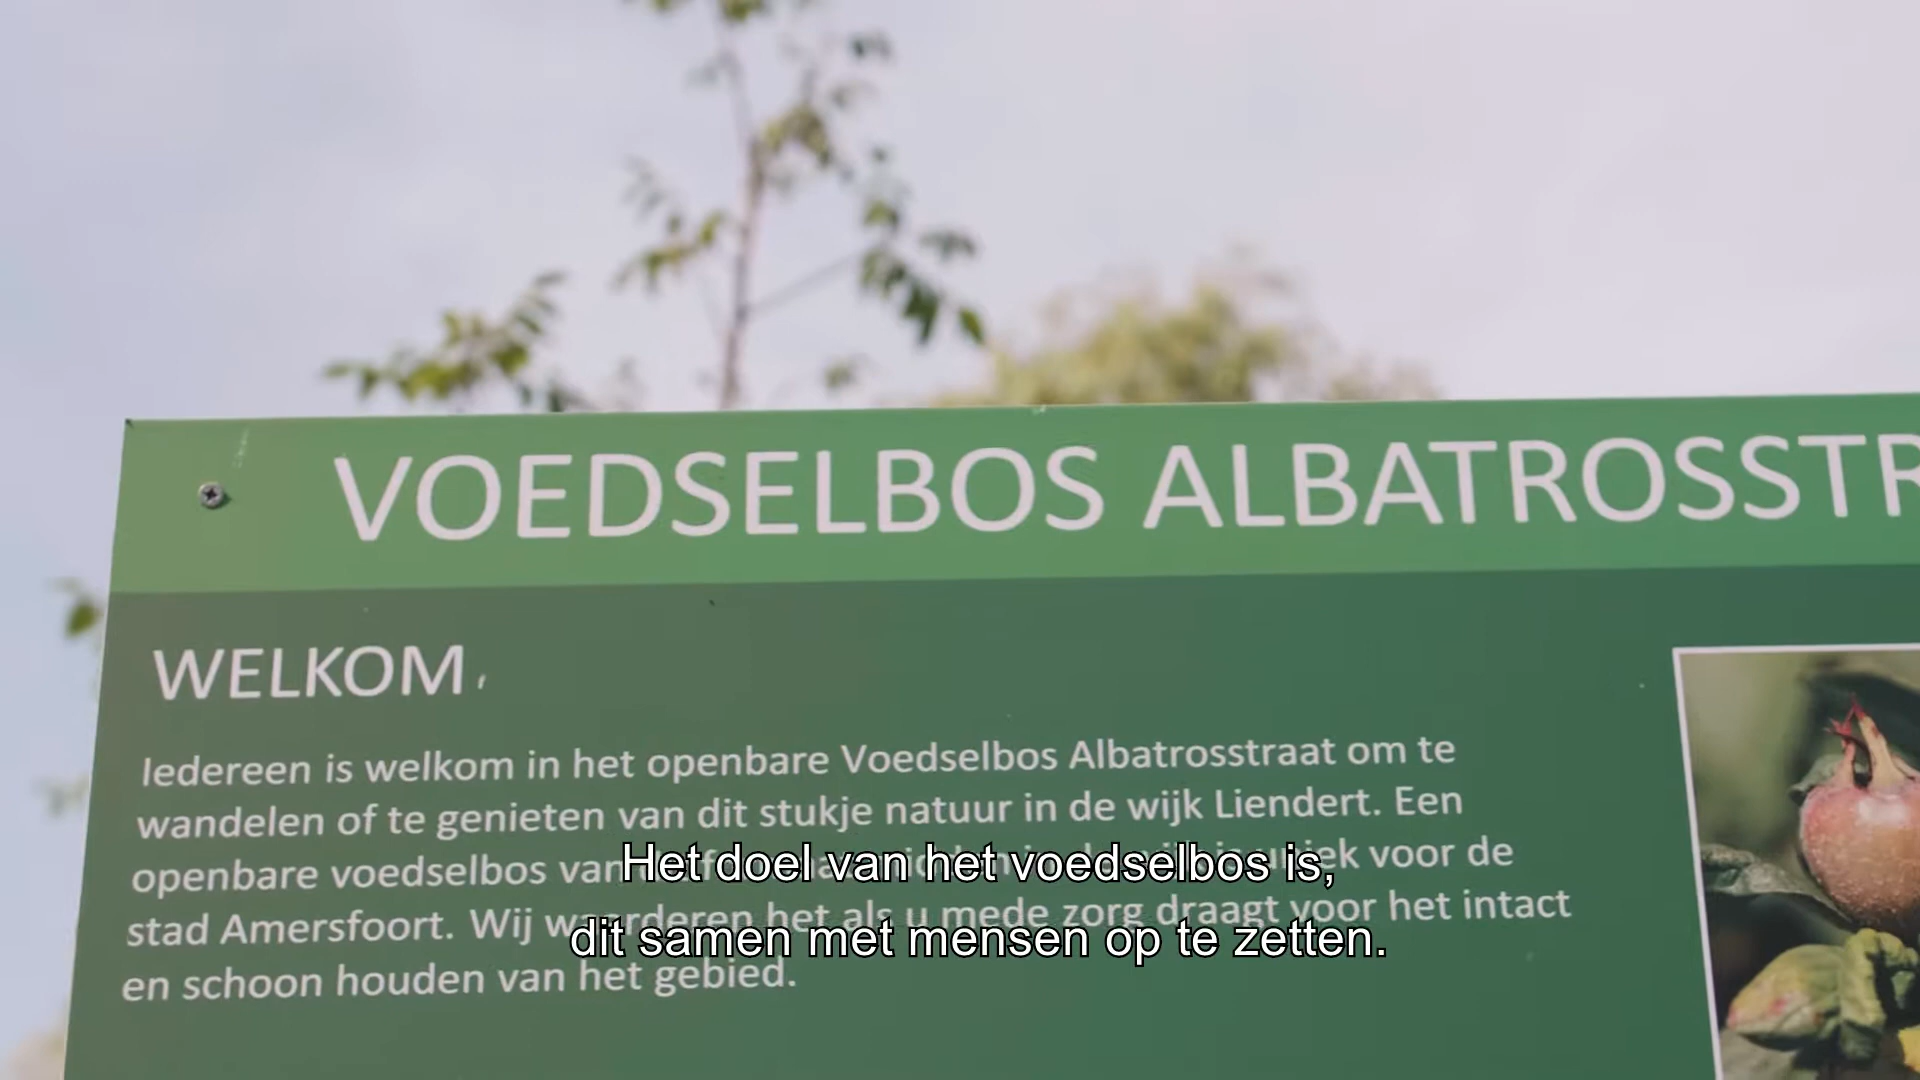 VOEDSELBOS ALBATROSSTR
WELKOM
Iedereen is welkom in het openbare Voedselbos Albatrosstraat om te
wandelen of te genieten van dit stukje natuur in de wijk Liendert. Een
openbare voedselbos van uniek voor de
stad Amersfoort. Wij waarderen het als u mede zorg draagt voor het intact
en schoon houden van het gebied.
Het doel van het voedselbos is,
dit samen met mensen op te zetten.